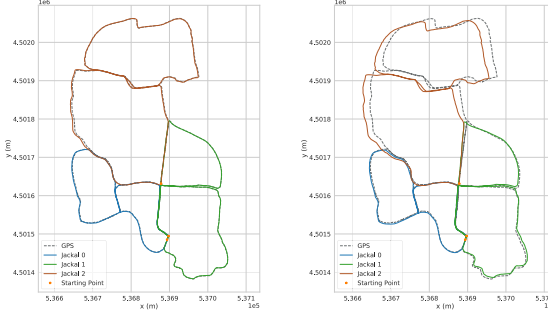 1e6
4,5020
4,5019
4,5018
4,5017
4,5016
4,5015
4,5014
y (m)
GPS
Jackal 0
Jackal 1
Jackal 2
Starting Point
5,366 5,367 5,368 5,369 5,370 5,371
x (m)
1e5
1e6
4,5020
4,5019
4,5018
4,5017
4,5016
4,5015
4,5014
y (m)
GPS
Jackal 0
Jackal 1
Jackal 2
Starting Point
5,366 5,367 5,368 5,369 5,370
x (m)